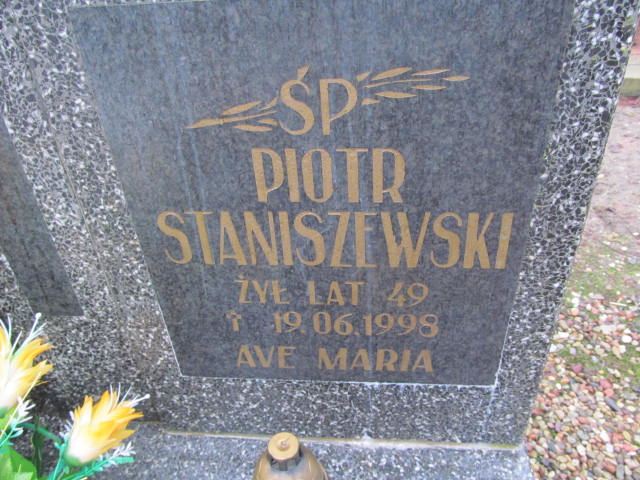 ŚP
PIOTR
STANISZEWSKI
ŻYŁ LAT 49
† 19.06.1998
AVE MARIA